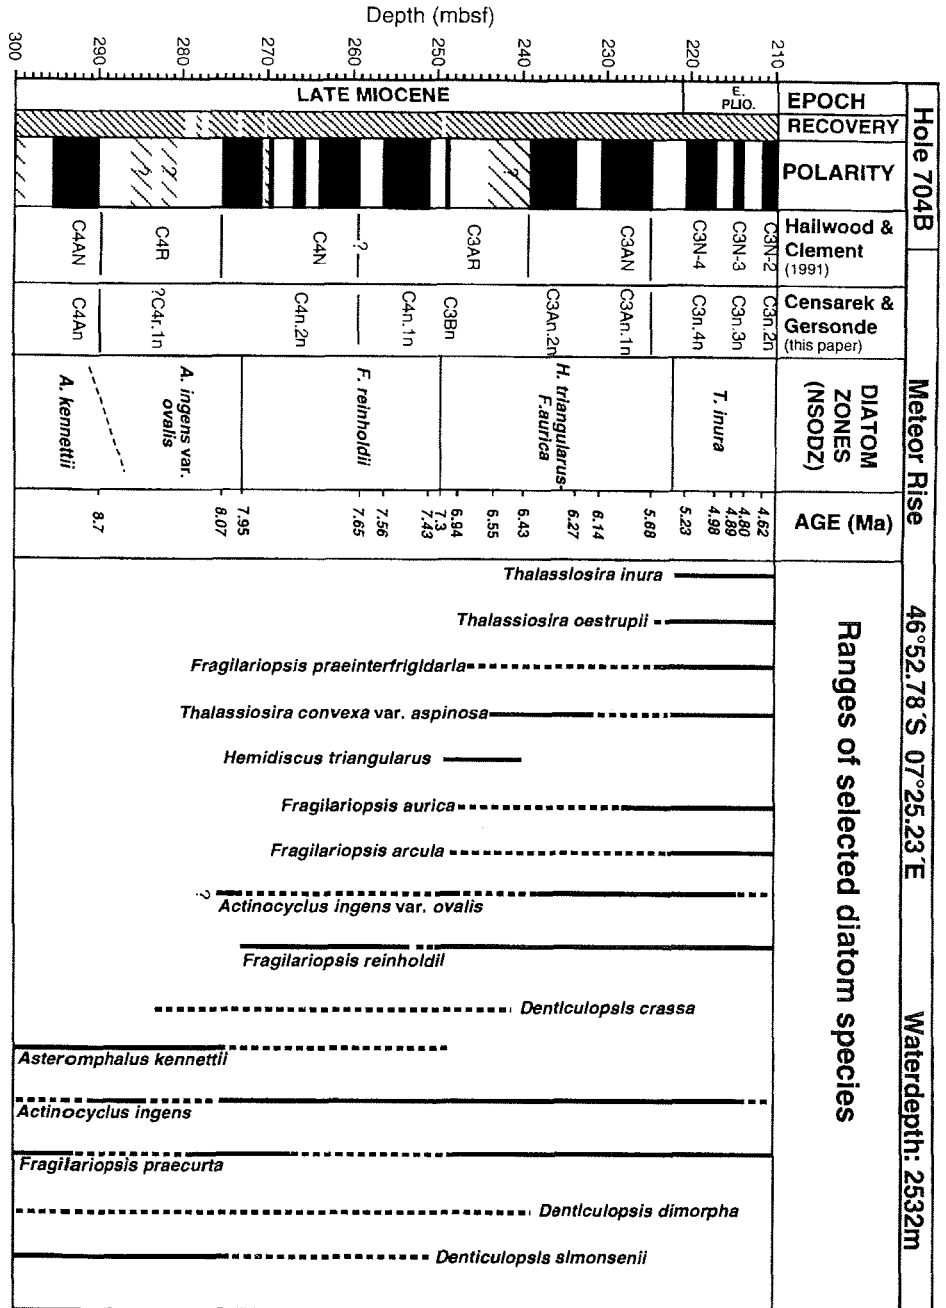 Depth (mbsf)
300 290 280 270 260 250 240 230 220 210
LATE MIOCENE
E.
PLIO.
EPOCH
RECOVERY
POLARITY
? ? ?
Hole 704B
Hailwood &
Clement
(1991)
C4AN C4R C4N -?- C3AR C3AN C3N-4 C3N-3 C3N-2
Censarek &
Gersonde
(this paper)
C4An ?C4r.1n C4n.2n C4n.1n C3Bn C3An.2n C3An.1n C3n.4n C3n.3n C3n.2n
DIATOM
ZONES
(NSODZ)
A. kennettii
A. ingens var.
ovalis
F. reinholdii
H. triangularus-
F.aurica
T. inura
AGE (Ma)
8.7 8.07 7.95 7.65 7.56 7.43 7.3 6.94 6.55 6.43 6.27 6.14 5.68 5.23 4.98 4.89 4.80 4.62
Meteor Rise
46°52.78´S 07°25.23´E
Waterdepth: 2532m
Ranges of selected diatom species
Thalassiosira inura
Thalassiosira oestrupii
Fragilariopsis praeinterfrigidaria
Thalassiosira convexa var. aspinosa
Hemidiscus triangularus
Fragilariopsis aurica
Fragilariopsis arcula
?
Actinocyclus ingens var. ovalis
Fragilariopsis reinholdii
Denticulopsis crassa
Asteromphalus kennettii
Actinocyclus ingens
Fragilariopsis praecurta
Denticulopsis dimorpha
Denticulopsis simonsenii